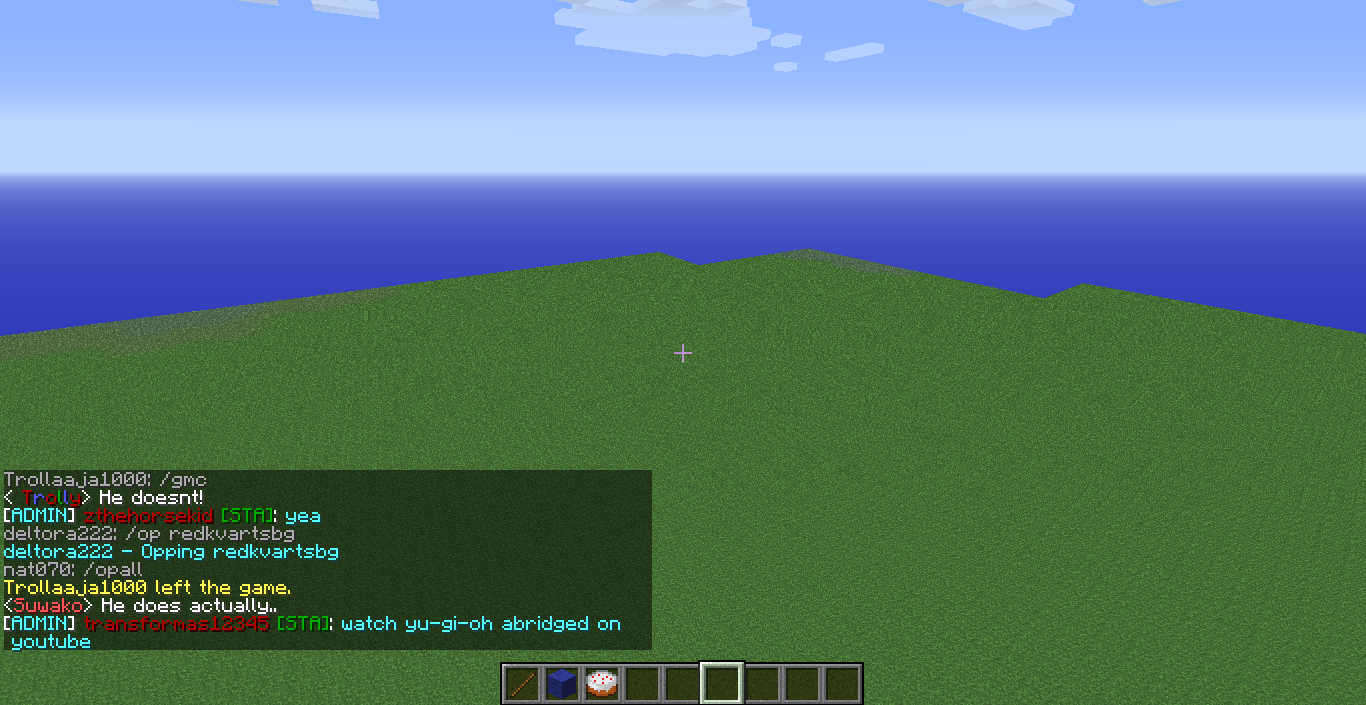 Trollaaja1000: /gmc
< Trolly> He doesnt!
[ADMIN] zthehorsekid [STA]: yea
deltora222: /op redkvartsbg
deltora222 - Opping redkvartsbg
nat070: /opall
Trollaaja1000 left the game.
<Suwako> He does actually..
[ADMIN] transformas12345 [STA]: watch yu-gi-oh abridged on
youtube